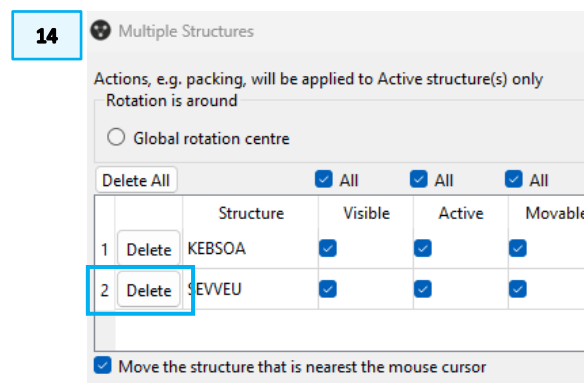 14
Multiple Structures
Actions, e.g. packing, will be applied to Active structure(s) only
Rotation is around
Global rotation centre
Delete All All All All
Structure Visible Active Movable
1 Delete KEBSOA
2 Delete SEVVEU
Move the structure that is nearest the mouse cursor